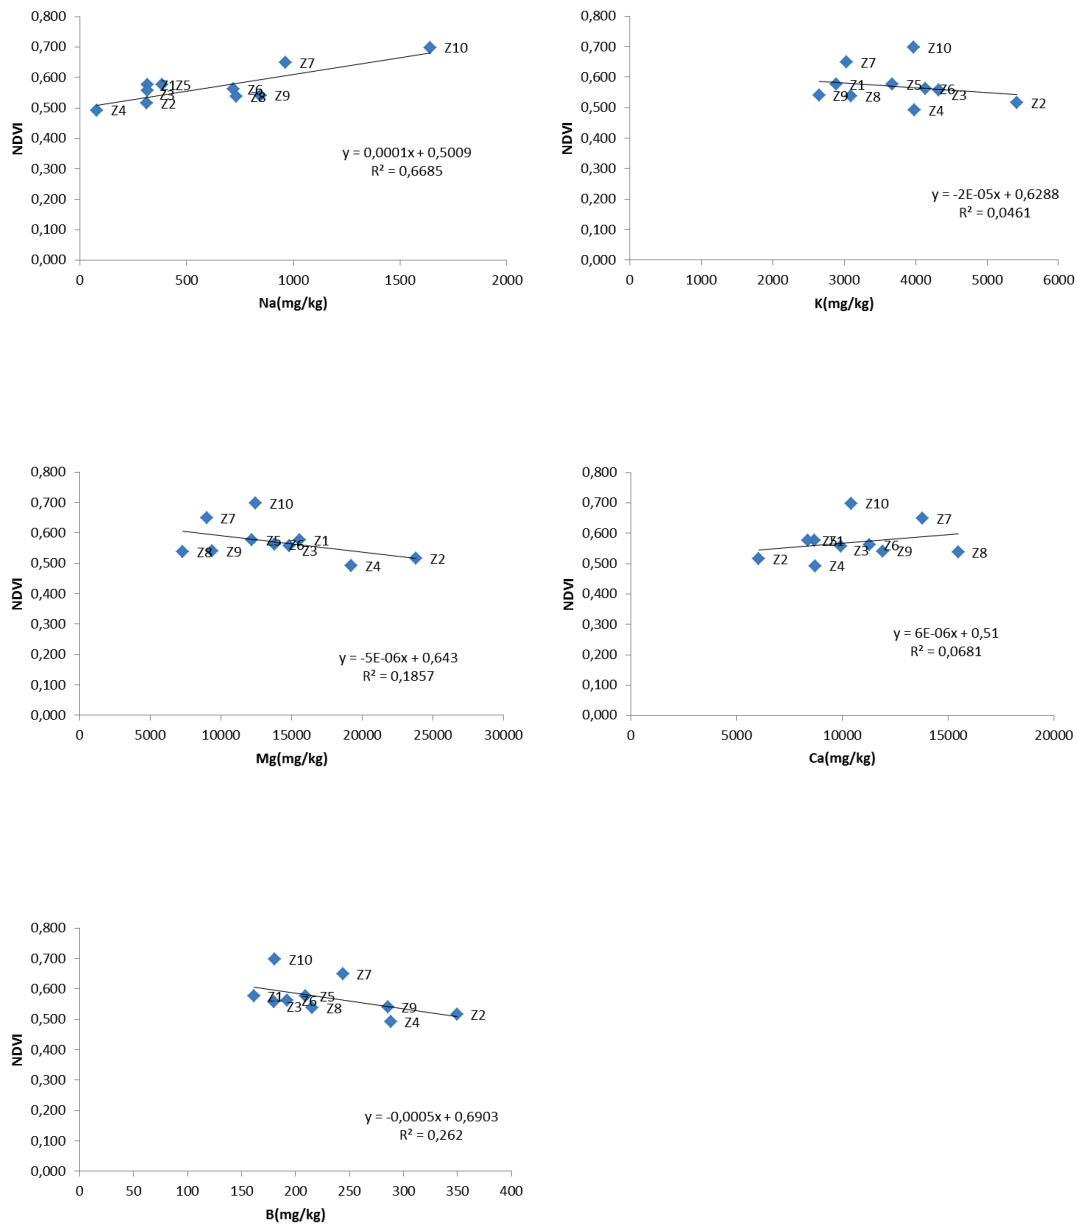 0,800
0,700
0,600
0,500
0,400
0,300
0,200
0,100
0,000
NDVI
Z10
Z7
Z1
Z5
Z3
Z6
Z8
Z9
Z2
Z4
y = 0,0001x + 0,5009
R² = 0,6685
0 500 1000 1500 2000
Na(mg/kg)
0,800
0,700
0,600
0,500
0,400
0,300
0,200
0,100
0,000
NDVI
Z10
Z7
Z1
Z5
Z6
Z3
Z9
Z8
Z2
Z4
y = -2E-05x + 0,6288
R² = 0,0461
0 1000 2000 3000 4000 5000 6000
K(mg/kg)
0,800
0,700
0,600
0,500
0,400
0,300
0,200
0,100
0,000
NDVI
Z10
Z7
Z5
Z1
Z6
Z3
Z8
Z9
Z2
Z4
y = -5E-06x + 0,643
R² = 0,1857
0 5000 10000 15000 20000 25000 30000
Mg(mg/kg)
0,800
0,700
0,600
0,500
0,400
0,300
0,200
0,100
0,000
NDVI
Z10
Z7
Z5
Z1
Z3
Z6
Z9
Z8
Z2
Z4
y = 6E-06x + 0,51
R² = 0,0681
0 5000 10000 15000 20000
Ca(mg/kg)
0,800
0,700
0,600
0,500
0,400
0,300
0,200
0,100
0,000
NDVI
Z10
Z7
Z1
Z5
Z3
Z6
Z8
Z9
Z2
Z4
y = -0,0005x + 0,6903
R² = 0,262
0 50 100 150 200 250 300 350 400
B(mg/kg)